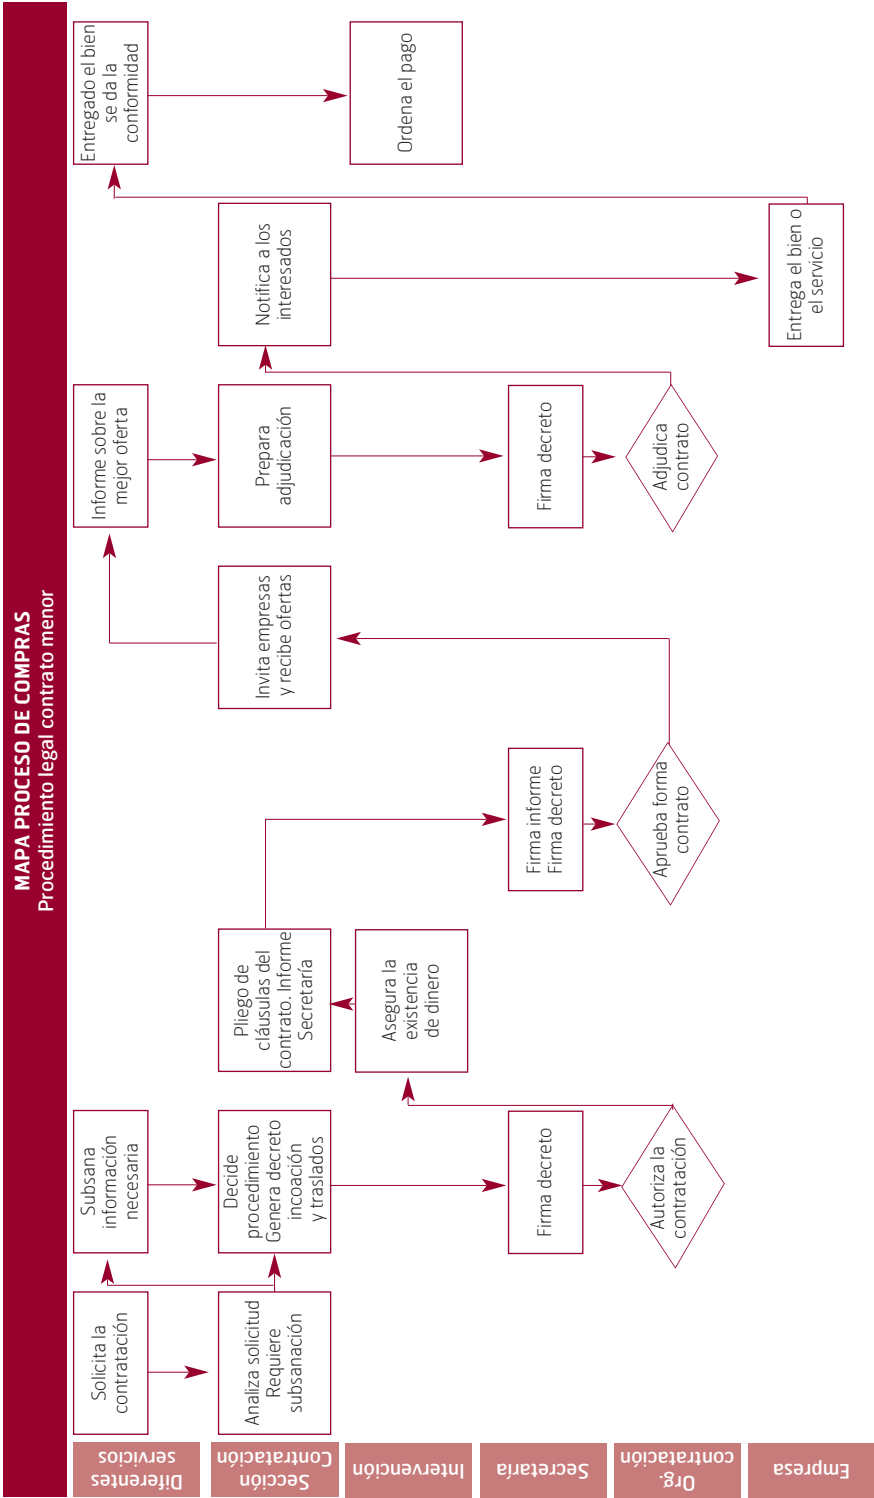 MAPA PROCESO DE COMPRAS
Procedimiento legal contrato menor
Diferentes
servicios
Solicita la
contratación
Subsana
información
necesaria
Informe sobre la
mejor oferta
Entregado el bien
se da la
conformidad
Sección
Contratación
Analiza solicitud
Requiere
subsanación
Decide
procedimiento
Genera decreto
incoación
y traslados
Pliego de
cláusulas del
contrato. Informe
Secretaría
Invita empresas
y recibe ofertas
Prepara
adjudicación
Notifica a los
interesados
Intervención
Asegura la
existencia
de dinero
Ordena el pago
Secretaría
Firma decreto
Firma informe
Firma decreto
Firma decreto
Org.
contratación
Autoriza la
contratación
Aprueba forma
contrato
Adjudica
contrato
Empresa
Entrega el bien o
el servicio